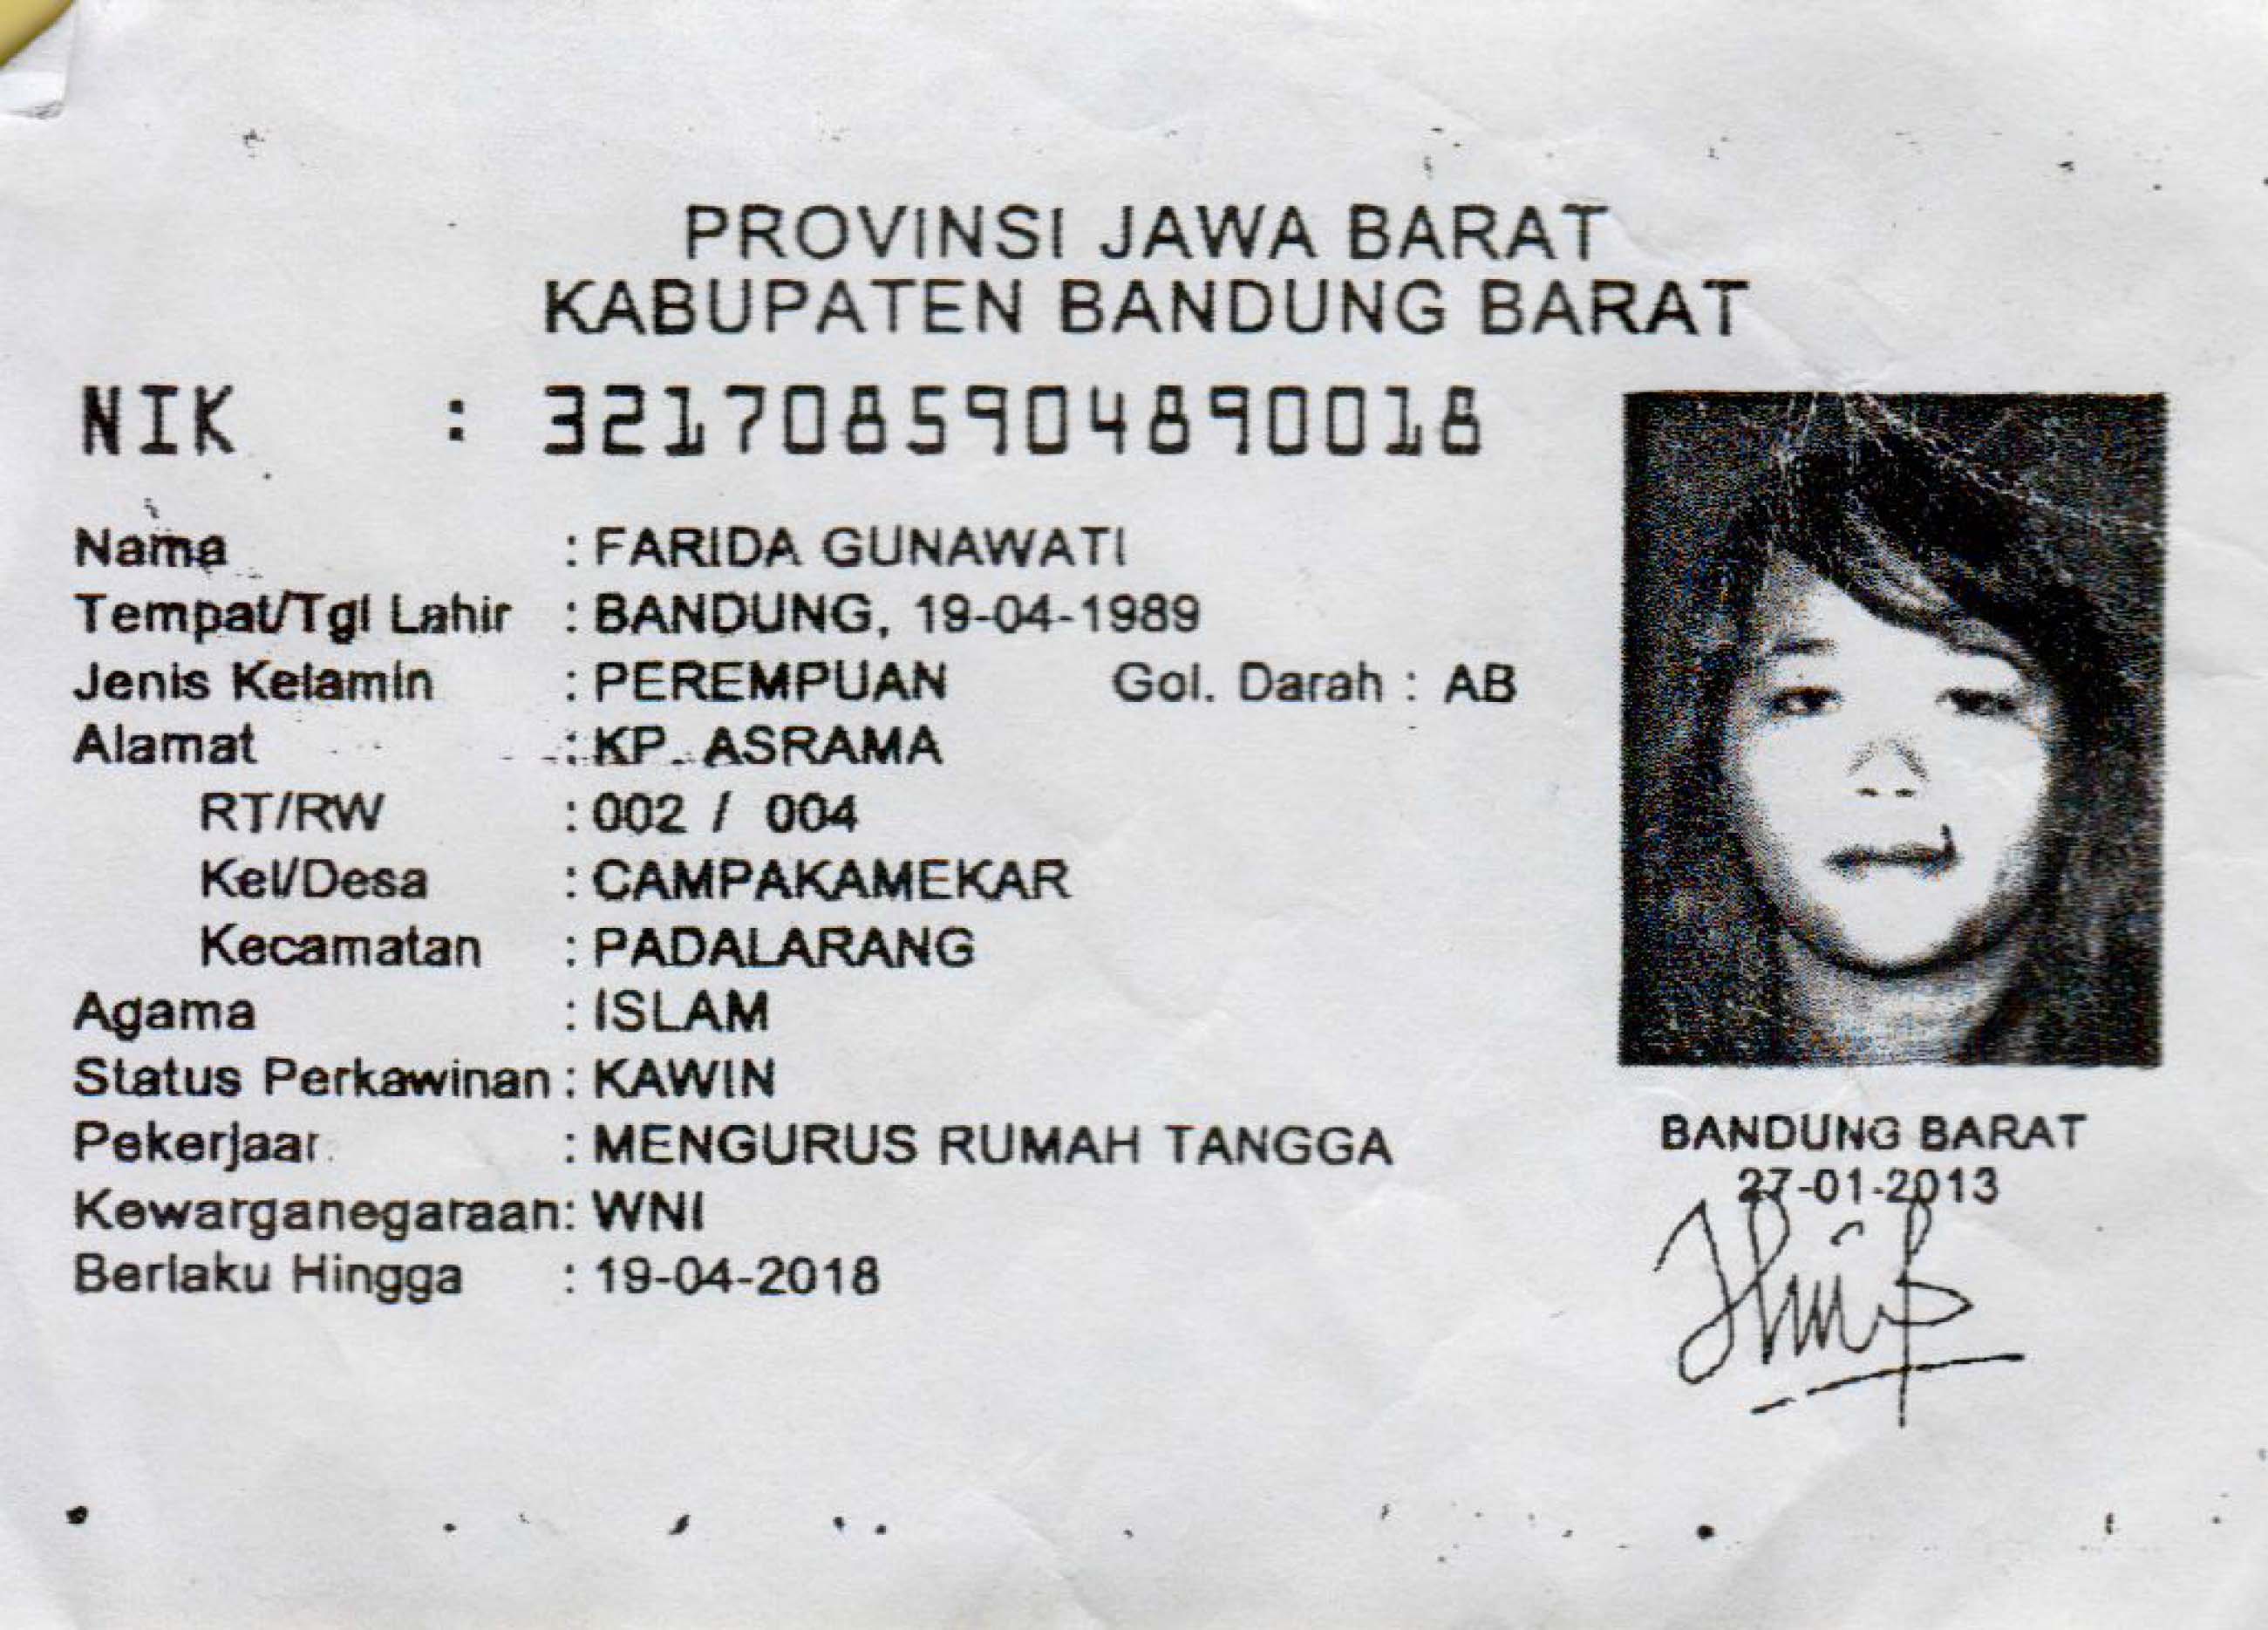 PROVINSI JAWA BARAT
KABUPATEN BANDUNG BARAT
NIK : 3217085904890018
Nama : FARIDA GUNAWATI
Tempat/Tgl Lahir : BANDUNG, 19-04-1989
Jenis Kelamin : PEREMPUAN Gol. Darah : AB
Alamat : KP. ASRAMA
RT/RW : 002 / 004
Kel/Desa : CAMPAKAMEKAR
Kecamatan : PADALARANG
Agama : ISLAM
Status Perkawinan : KAWIN
Pekerjaan : MENGURUS RUMAH TANGGA
Kewarganegaraan : WNI
Berlaku Hingga : 19-04-2018
BANDUNG BARAT
27-01-2013